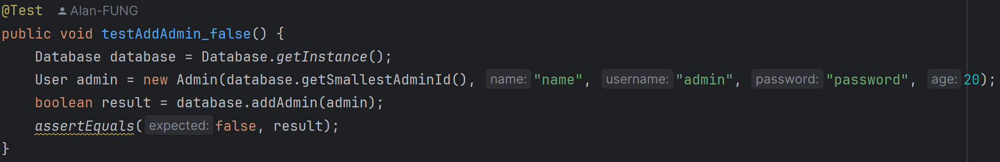 @Test Alan-FUNG
public void testAddAdmin_false() {
    Database database = Database.getInstance();
    User admin = new Admin(database.getSmallestAdminId(), name: "name", username: "admin", password: "password", age: 20);
    boolean result = database.addAdmin(admin);
    assertEquals( expected: false, result);
}